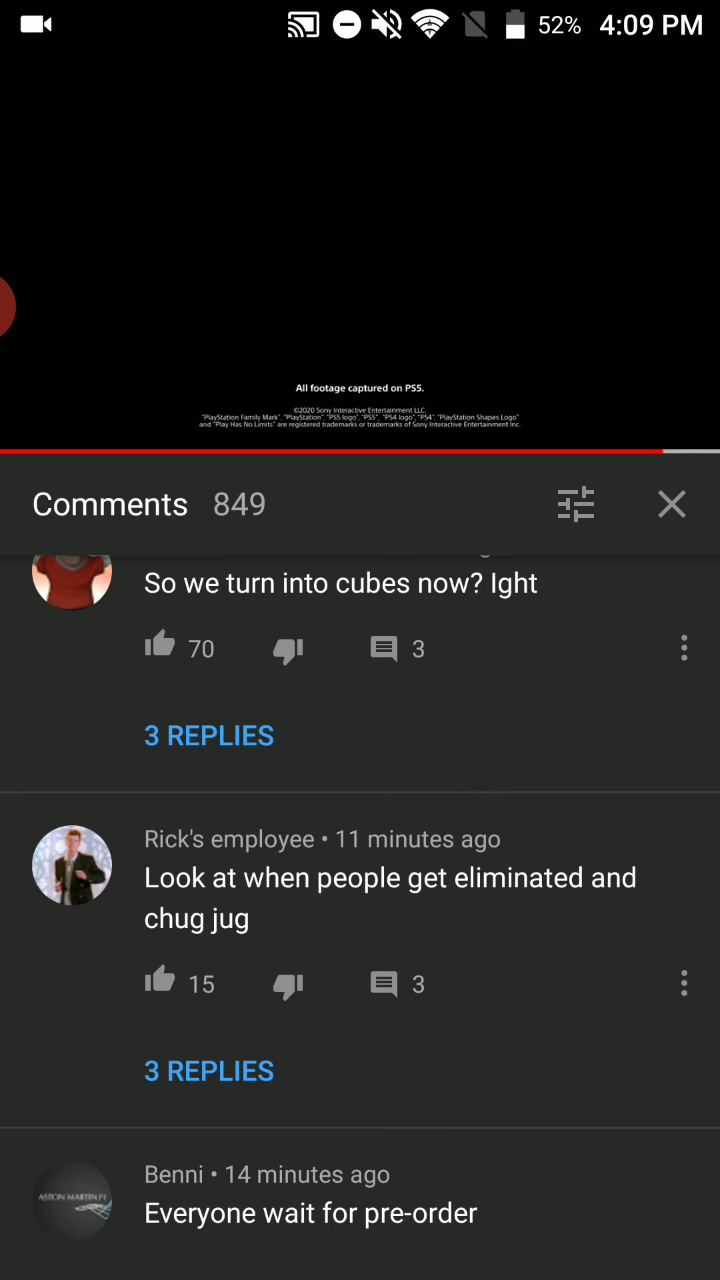 52% 4:09 PM
All footage captured on PS5.
©2020 Sony Interactive Entertainment LLC.
"PlayStation Family Mark", "PlayStation", "PS5 logo", "PS5", "PS4 logo", "PS4", "PlayStation Shapes Logo"
and "Play Has No Limits" are registered trademarks or trademarks of Sony Interactive Entertainment Inc.
Comments 849
So we turn into cubes now? Ight
70 3
3 REPLIES
Rick's employee • 11 minutes ago
Look at when people get eliminated and
chug jug
15 3
3 REPLIES
Benni • 14 minutes ago
ASTON MARTIN F1
Everyone wait for pre-order